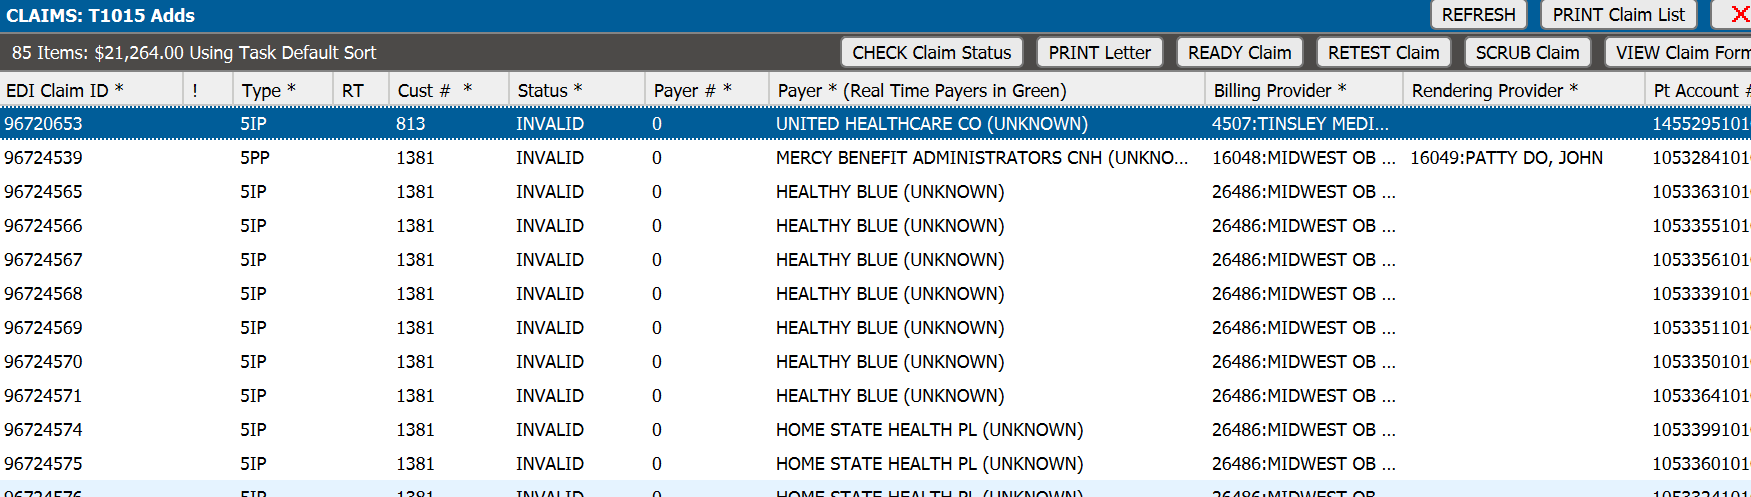 CLAIMS: T1015 Adds REFRESH PRINT Claim List
85 Items: $21,264.00 Using Task Default Sort CHECK Claim Status PRINT Letter READY Claim RETEST Claim SCRUB Claim VIEW Claim Form
EDI Claim ID * ! Type * RT Cust # * Status * Payer # * Payer * (Real Time Payers in Green) Billing Provider * Rendering Provider * Pt Account #
96720653 5IP 813 INVALID 0 UNITED HEALTHCARE CO (UNKNOWN) 4507:TINSLEY MEDI... 1455295101
96724539 5PP 1381 INVALID 0 MERCY BENEFIT ADMINISTRATORS CNH (UNKNO... 16048:MIDWEST OB ... 16049:PATTY DO, JOHN 1053284101
96724565 5IP 1381 INVALID 0 HEALTHY BLUE (UNKNOWN) 26486:MIDWEST OB ... 1053363101
96724566 5IP 1381 INVALID 0 HEALTHY BLUE (UNKNOWN) 26486:MIDWEST OB ... 1053355101
96724567 5IP 1381 INVALID 0 HEALTHY BLUE (UNKNOWN) 26486:MIDWEST OB ... 1053356101
96724568 5IP 1381 INVALID 0 HEALTHY BLUE (UNKNOWN) 26486:MIDWEST OB ... 1053339101
96724569 5IP 1381 INVALID 0 HEALTHY BLUE (UNKNOWN) 26486:MIDWEST OB ... 1053351101
96724570 5IP 1381 INVALID 0 HEALTHY BLUE (UNKNOWN) 26486:MIDWEST OB ... 1053350101
96724571 5IP 1381 INVALID 0 HEALTHY BLUE (UNKNOWN) 26486:MIDWEST OB ... 1053364101
96724574 5IP 1381 INVALID 0 HOME STATE HEALTH PL (UNKNOWN) 26486:MIDWEST OB ... 1053399101
96724575 5IP 1381 INVALID 0 HOME STATE HEALTH PL (UNKNOWN) 26486:MIDWEST OB ... 1053360101
96724576 5IP 1381 INVALID 0 HOME STATE HEALTH PL (UNKNOWN) 26486:MIDWEST OB ...